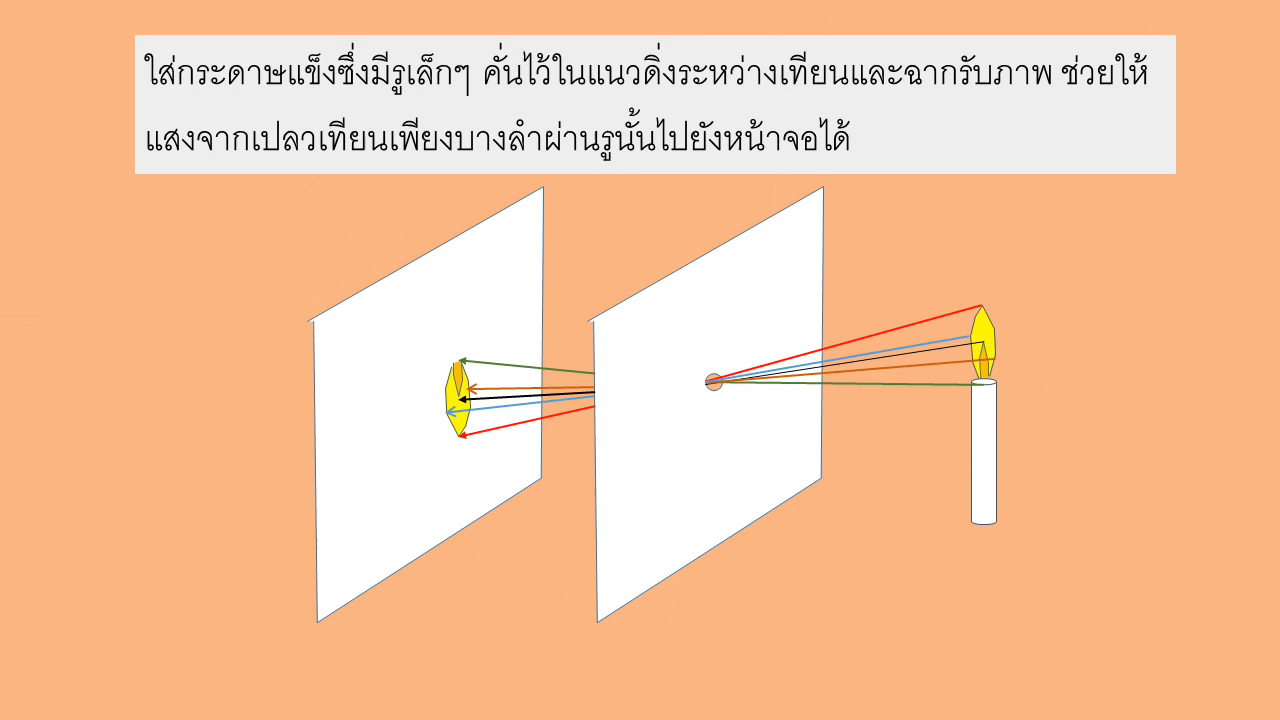 ใส่กระดาษแข็งซึ่งมีรูเล็กๆ คั่นไว้ในแนวดิ่งระหว่างเทียนและฉากรับภาพ ช่วยให้
แสงจากเปลวเทียนเพียงบางลำผ่านรูนั้นไปยังหน้าจอได้